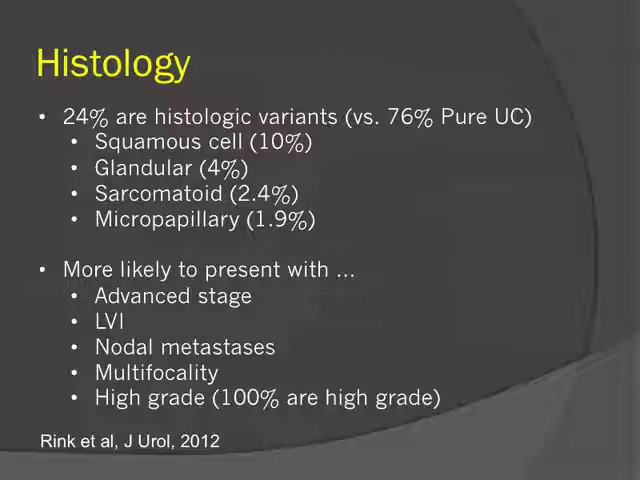 Histology
• 24% are histologic variants (vs. 76% Pure UC)
• Squamous cell (10%)
• Glandular (4%)
• Sarcomatoid (2.4%)
• Micropapillary (1.9%)
• More likely to present with ...
• Advanced stage
• LVI
• Nodal metastases
• Multifocality
• High grade (100% are high grade)
Rink et al, J Urol, 2012